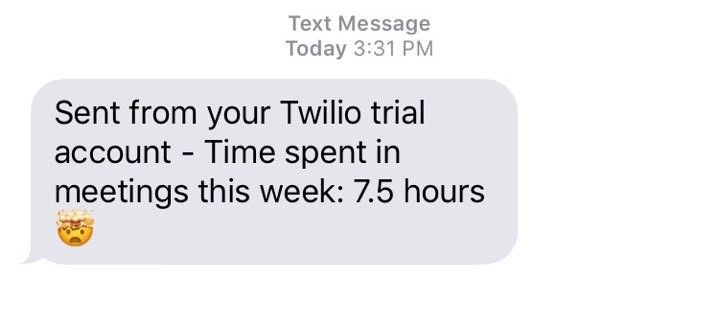 Text Message
Today 3:31 PM
Sent from your Twilio trial
account - Time spent in
meetings this week: 7.5 hours
🤯